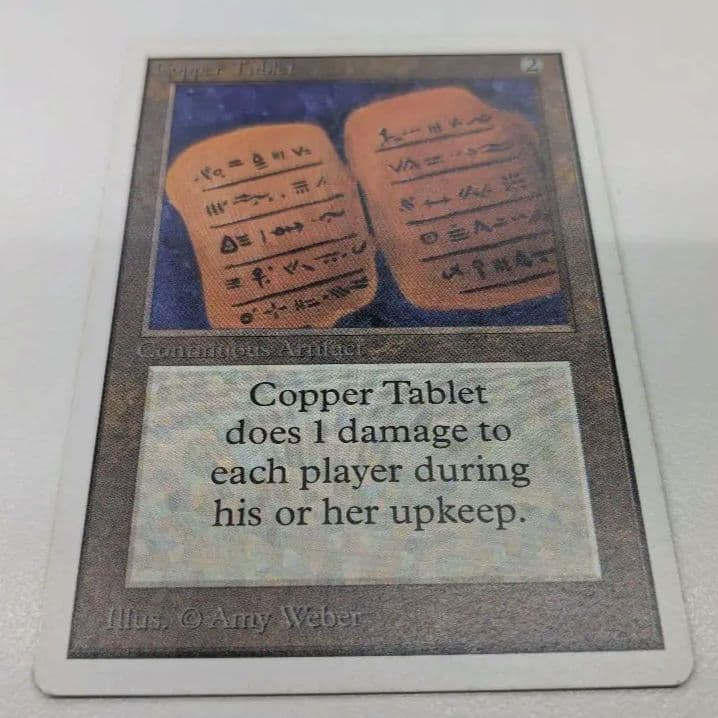 Copper Tablet 2
Continuous Artifact
Copper Tablet
does 1 damage to
each player during
his or her upkeep.
Illus. © Amy Weber